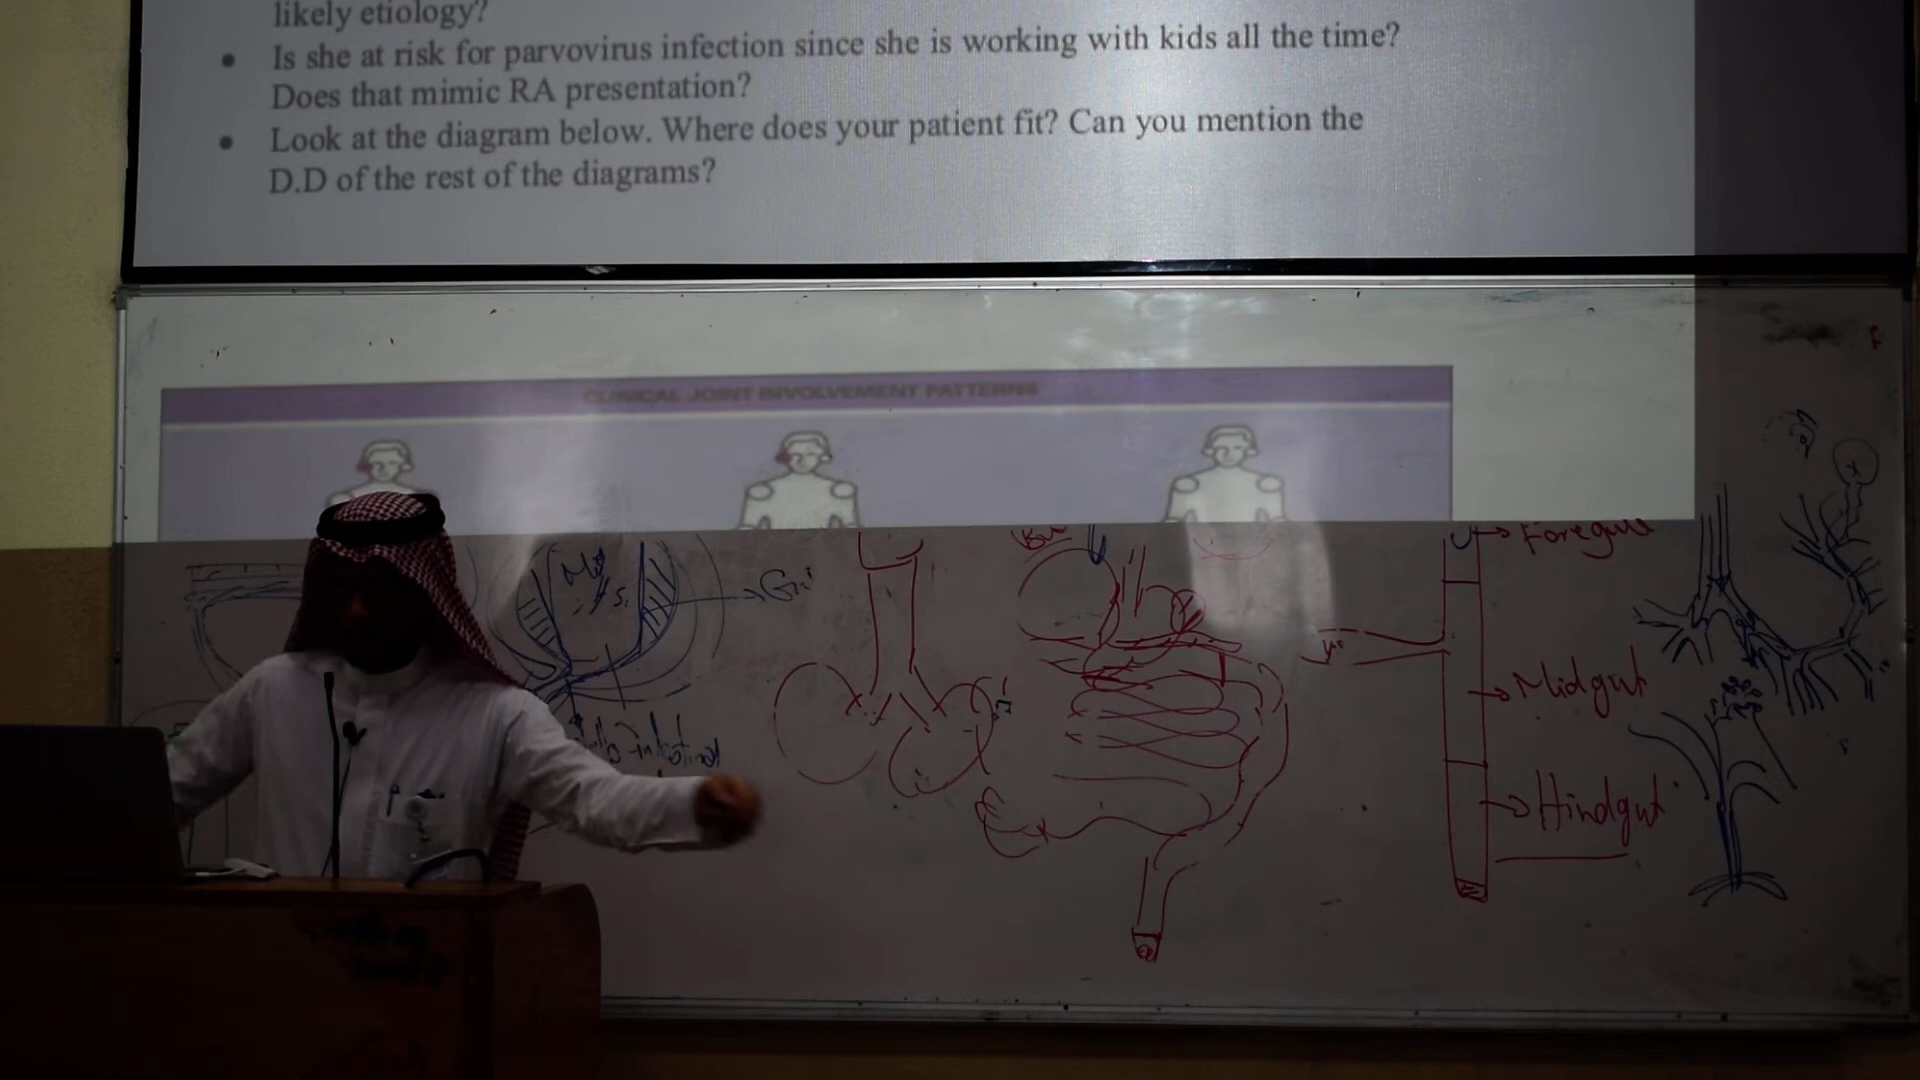 likely etiology?
• Is she at risk for parvovirus infection since she is working with kids all the time?
Does that mimic RA presentation?
• Look at the diagram below. Where does your patient fit? Can you mention the
D.D of the rest of the diagrams?
CLINICAL JOINT INVOLVEMENT PATTERNS
Foregut
Midgut
Hindgut